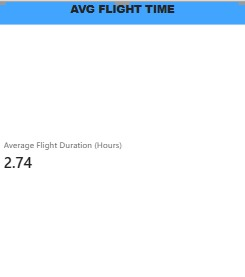 AVG FLIGHT TIME
Average Flight Duration (Hours)
2.74